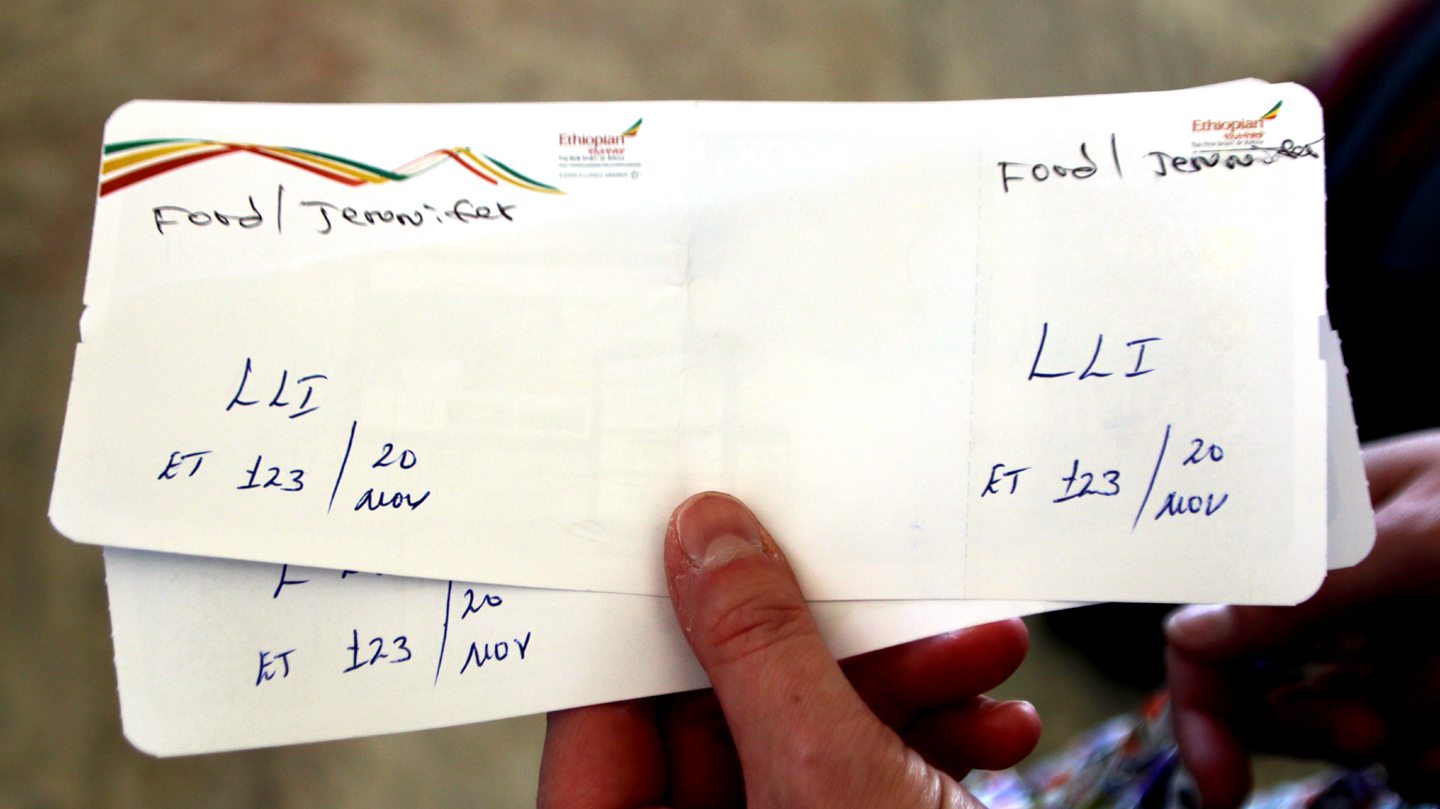 Ethiopian
Food/Jennifer
LLI
ET 123/20
NOV
Ethiopian
Food/Jennifer
LLI
ET 123/20
NOV
20
ET 123/
NOV